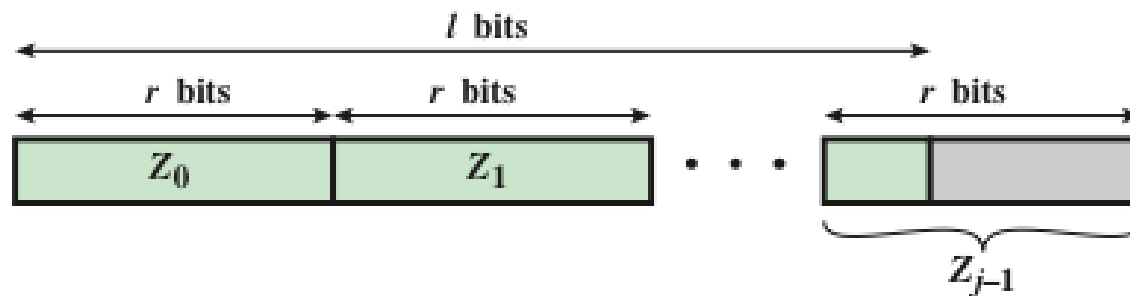 l bits
r bits r bits r bits
Z0 Z1 • • •
Zj–1